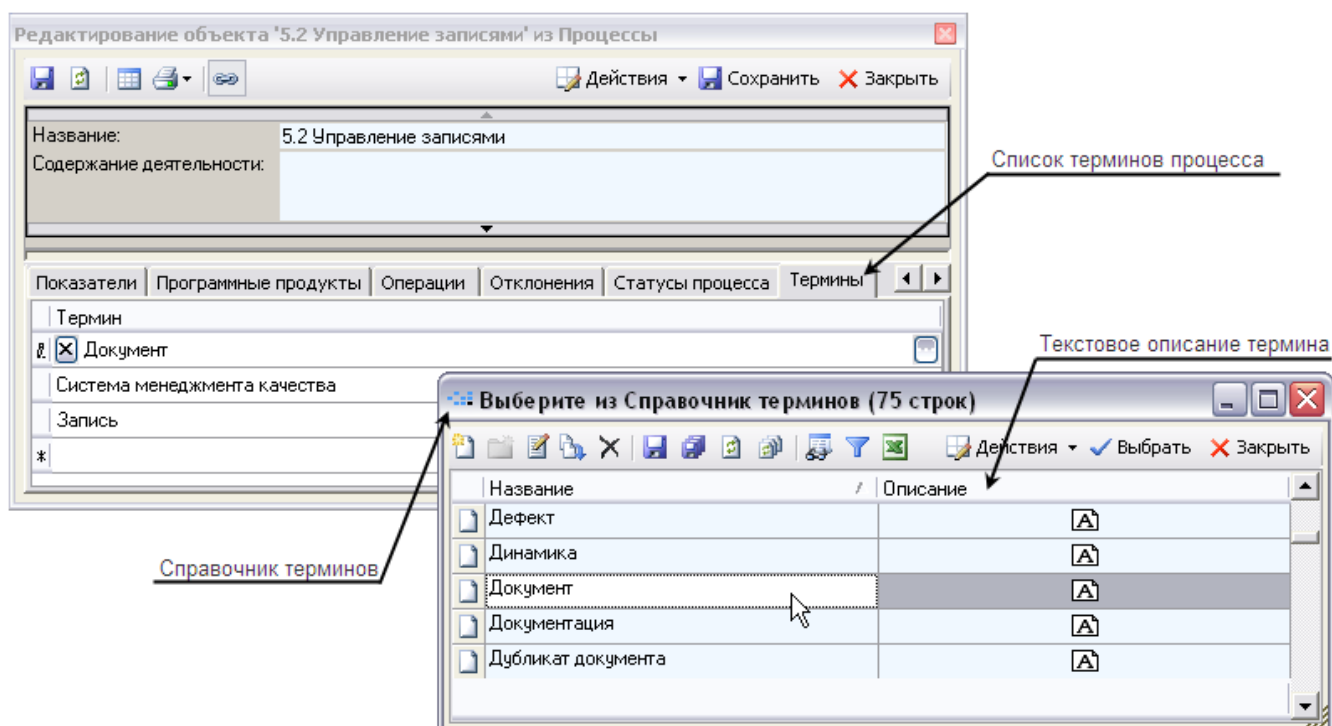 Редактирование объекта '5.2 Управление записями' из Процессы
Действия Сохранить Закрыть
Название: 5.2 Управление записями
Содержание деятельности:
Список терминов процесса
Показатели Программные продукты Операции Отклонения Статусы процесса Термины
Термин
Документ
Текстовое описание термина
Система менеджмента качества
Запись
*
Выберите из Справочник терминов (75 строк)
Действия Выбрать Закрыть
Название / Описание
Дефект
Динамика
Справочник терминов
Документ
Документация
Дубликат документа